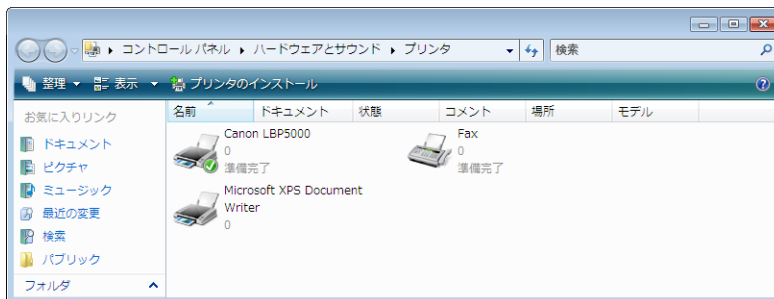 コントロール パネル ハードウェアとサウンド プリンタ 検索
整理 表示 プリンタのインストール
お気に入りリンク
名前 ドキュメント 状態 コメント 場所 モデル
ドキュメント
ピクチャ
ミュージック
最近の変更
検索
パブリック
フォルダ
Canon LBP5000
0
準備完了
Fax
0
準備完了
Microsoft XPS Document
Writer
0